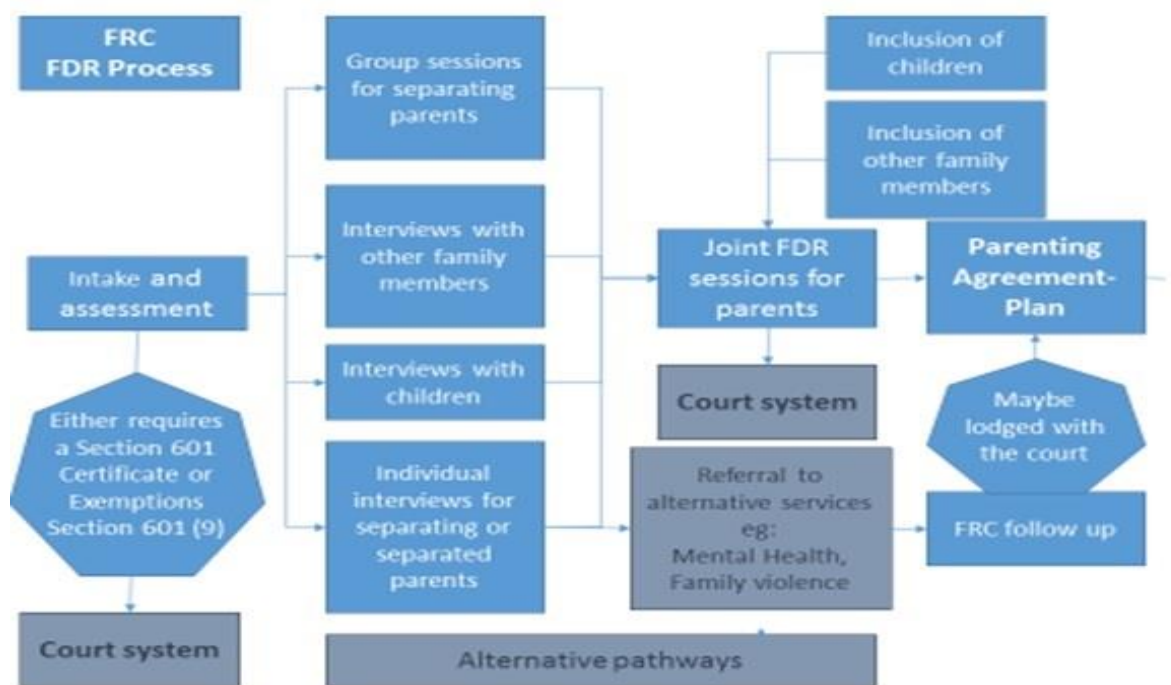 FRC
FDR Process
Group sessions
for separating
parents
Inclusion of
children
Inclusion of
other family
members
Interviews with
other family
members
Intake and
assessment
Joint FDR
sessions for
parents
Parenting
Agreement-
Plan
Interviews with
children
Either requires
a Section 601
Certificate or
Exemptions
Section 601 (9)
Court system
Maybe
lodged with
the court
Individual
interviews for
separating or
separated
parents
Referral to
alternative services
eg:
Mental Health,
Family violence
FRC follow up
Court system
Alternative pathways